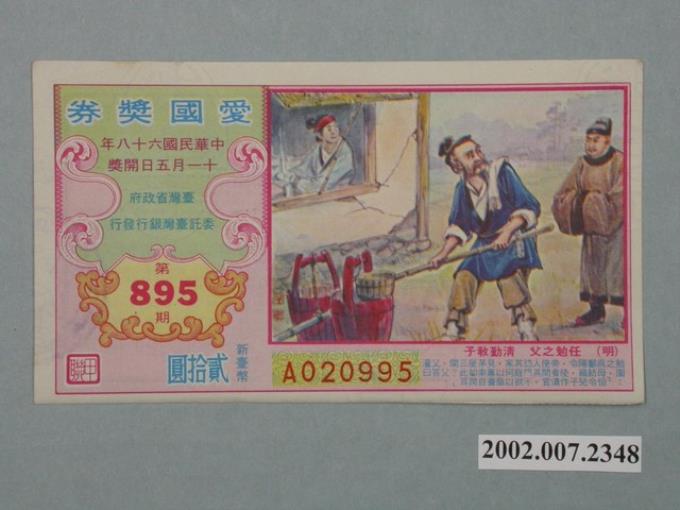 愛國獎券
中華民國六十八年
十一月五日開獎
臺灣省政府
委託臺灣銀行發行
第
895
期
新臺幣
貳拾圓
甲聯
A020995
(明) 任勉之父 清勤教子
2002.007.2348